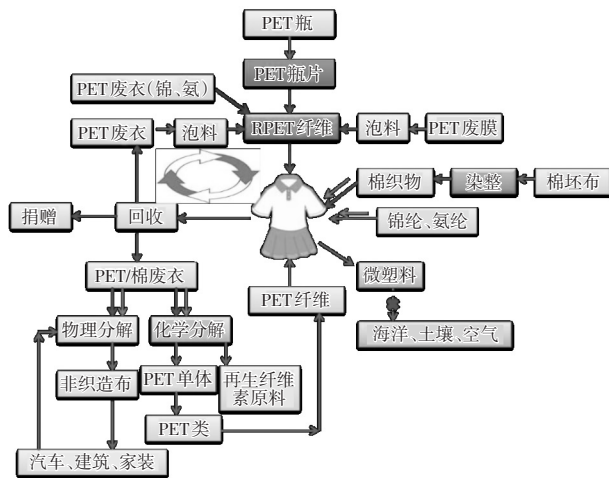 PET瓶
PET瓶片
PET废衣(锦、氨)
PET废衣
泡料
RPET纤维
泡料
PET废膜
棉织物
染整
棉坯布
捐赠
回收
锦纶、氨纶
PET/棉废衣
PET纤维
微塑料
物理分解
化学分解
海洋、土壤、空气
非织造布
PET单体
再生纤维
素原料
PET类
汽车、建筑、家装